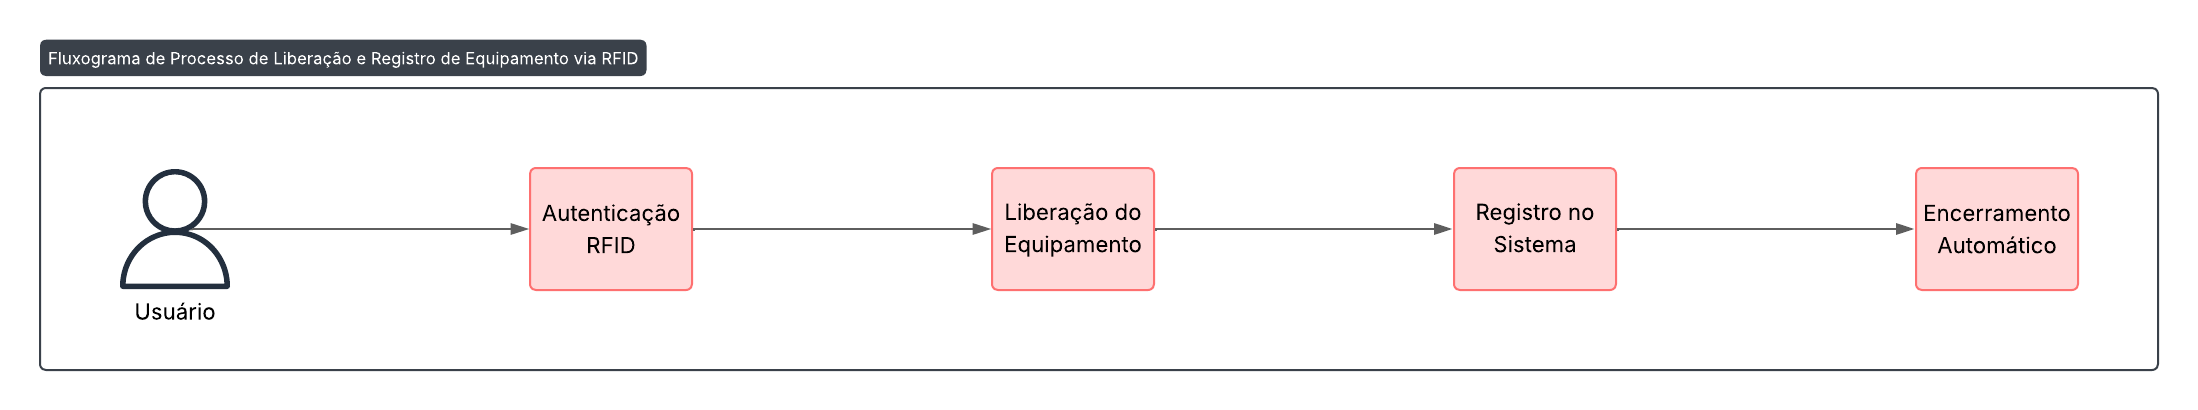 Fluxograma de Processo de Liberação e Registro de Equipamento via RFID
Usuário
Autenticação
RFID
Liberação do
Equipamento
Registro no
Sistema
Encerramento
Automático